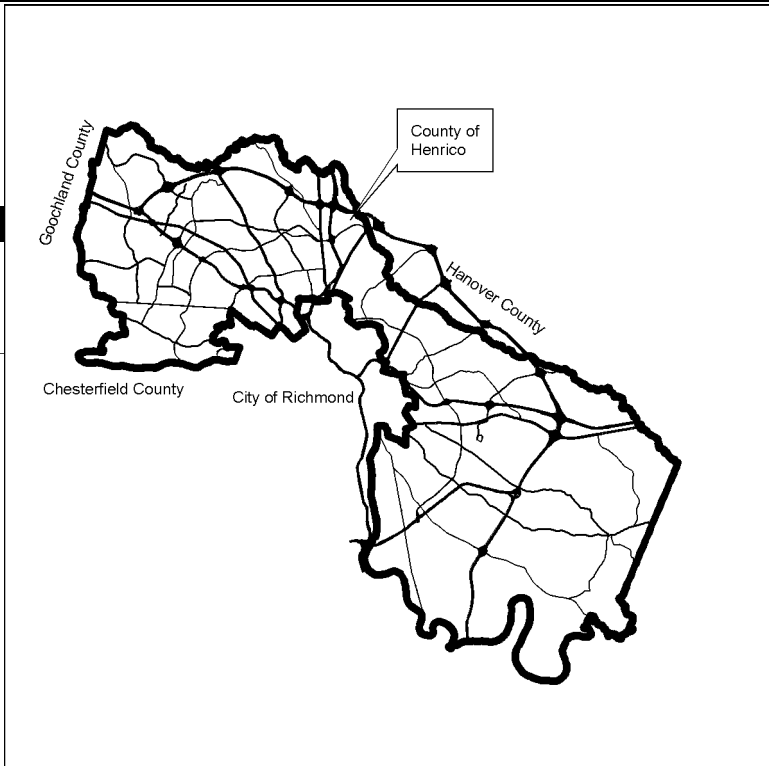 County of
Henrico
Goochland County
Hanover County
Chesterfield County
City of Richmond